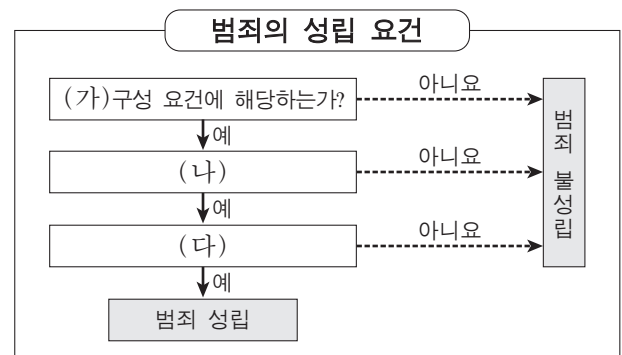 범죄의 성립 요건
(가)구성 요건에 해당하는가?
아니요
예
(나)
아니요
예
(다)
아니요
예
범죄 성립
범죄 불성립